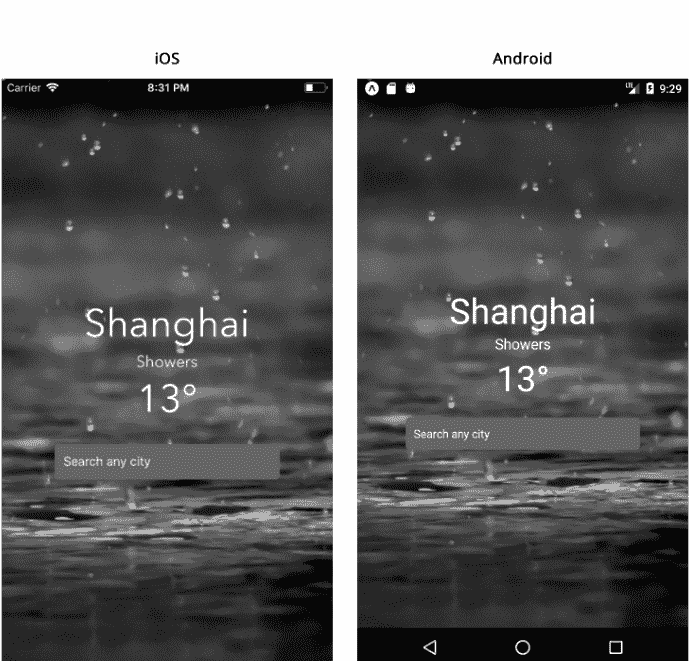 iOS
Carrier 8:31 PM
Shanghai
Showers
13°
Search any city
Android
LTE 9:29
Shanghai
Showers
13°
Search any city